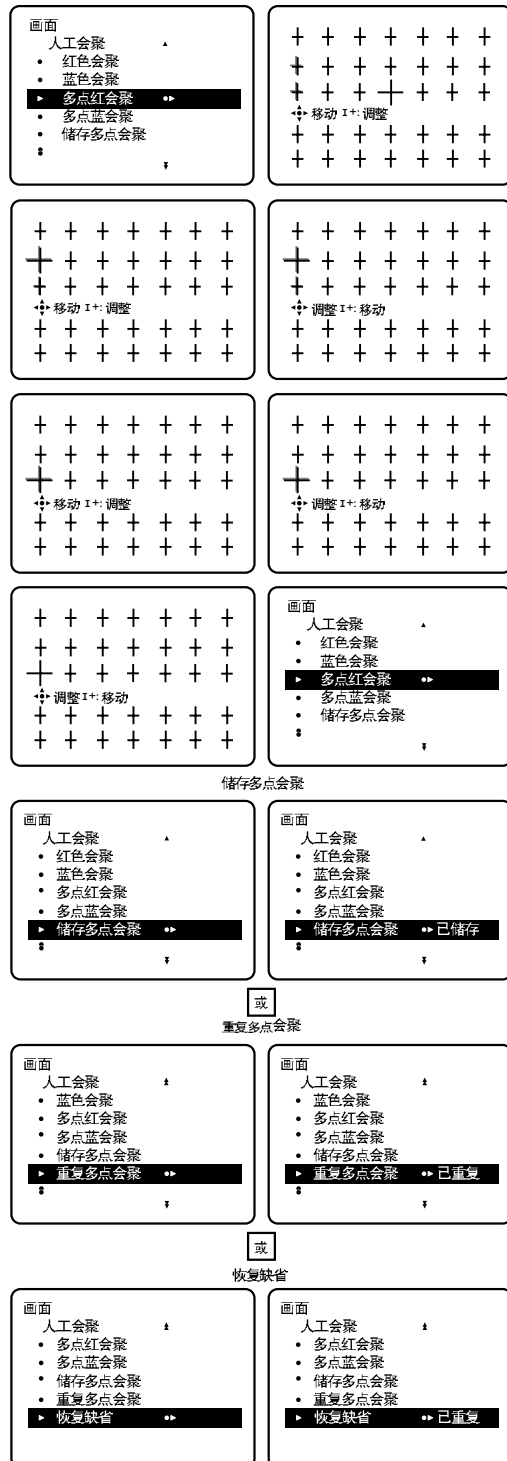 画面
人工会聚
红色会聚
蓝色会聚
多点红会聚
多点蓝会聚
储存多点会聚
移动 I+: 调整
移动 I+: 调整
调整 I+: 移动
移动 I+: 调整
调整 I+: 移动
调整 I+: 移动
画面
人工会聚
红色会聚
蓝色会聚
多点红会聚
多点蓝会聚
储存多点会聚
储存多点会聚
画面
人工会聚
红色会聚
蓝色会聚
多点红会聚
多点蓝会聚
储存多点会聚
画面
人工会聚
红色会聚
蓝色会聚
多点红会聚
多点蓝会聚
储存多点会聚 已储存
或
重复多点会聚
画面
人工会聚
蓝色会聚
多点红会聚
多点蓝会聚
储存多点会聚
重复多点会聚
画面
人工会聚
蓝色会聚
多点红会聚
多点蓝会聚
储存多点会聚
重复多点会聚 已重复
或
恢复缺省
画面
人工会聚
多点红会聚
多点蓝会聚
储存多点会聚
重复多点会聚
恢复缺省
画面
人工会聚
多点红会聚
多点蓝会聚
储存多点会聚
重复多点会聚
恢复缺省 已重复